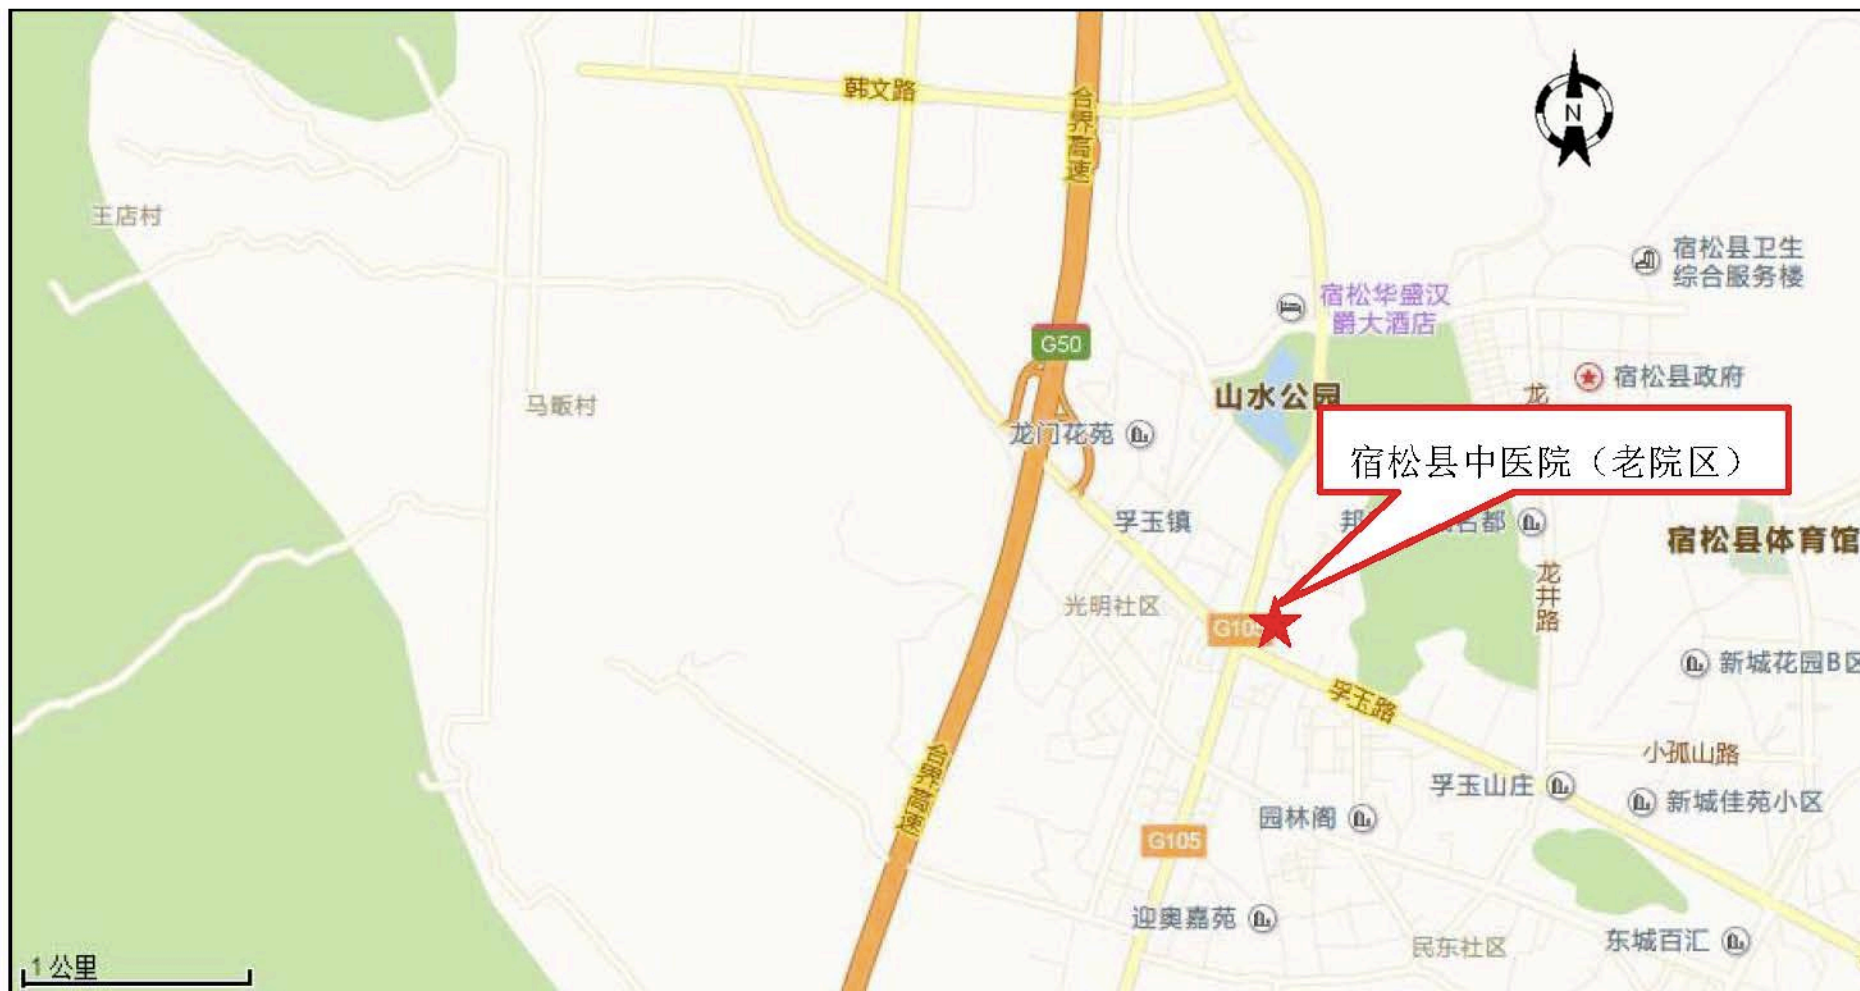 韩文路
合界高速
N
王店村
宿松县卫生
综合服务楼
宿松华盛汉
爵大酒店
G50
宿松县政府
山水公园
龙
马畈村
龙门花苑
宿松县中医院（老院区）
孚玉镇
邦
名都
宿松县体育馆
龙井路
光明社区
G105
新城花园B区
孚玉路
小孤山路
合界高速
孚玉山庄
新城佳苑小区
园林阁
G105
迎奥嘉苑
民东社区
东城百汇
1 公里